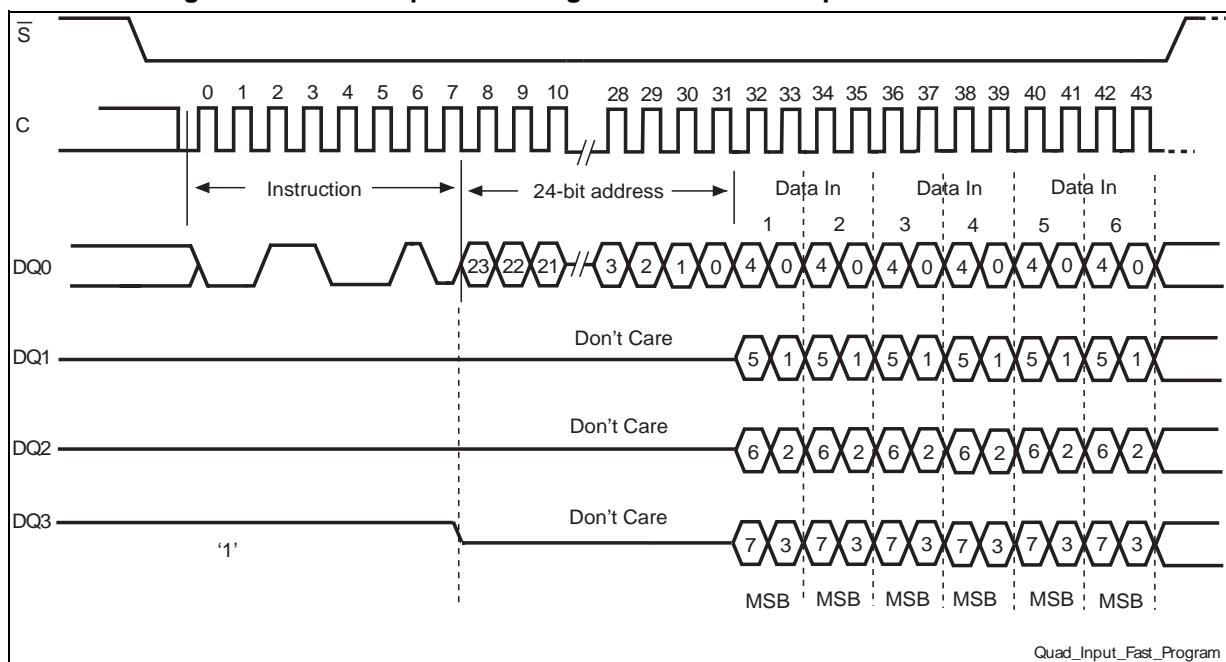 S
0 1 2 3 4 5 6 7 8 9 10 28 29 30 31 32 33 34 35 36 37 38 39 40 41 42 43
C
Instruction 24-bit address Data In Data In Data In
1 2 3 4 5 6
DQ0 23 22 21 3 2 1 0 4 0 4 0 4 0 4 0 4 0 4 0
Don't Care
DQ1 5 1 5 1 5 1 5 1 5 1 5 1
Don't Care
DQ2 6 2 6 2 6 2 6 2 6 2 6 2
Don't Care
DQ3 7 3 7 3 7 3 7 3 7 3 7 3
‘1’
MSB MSB MSB MSB MSB MSB
Quad_Input_Fast_Program